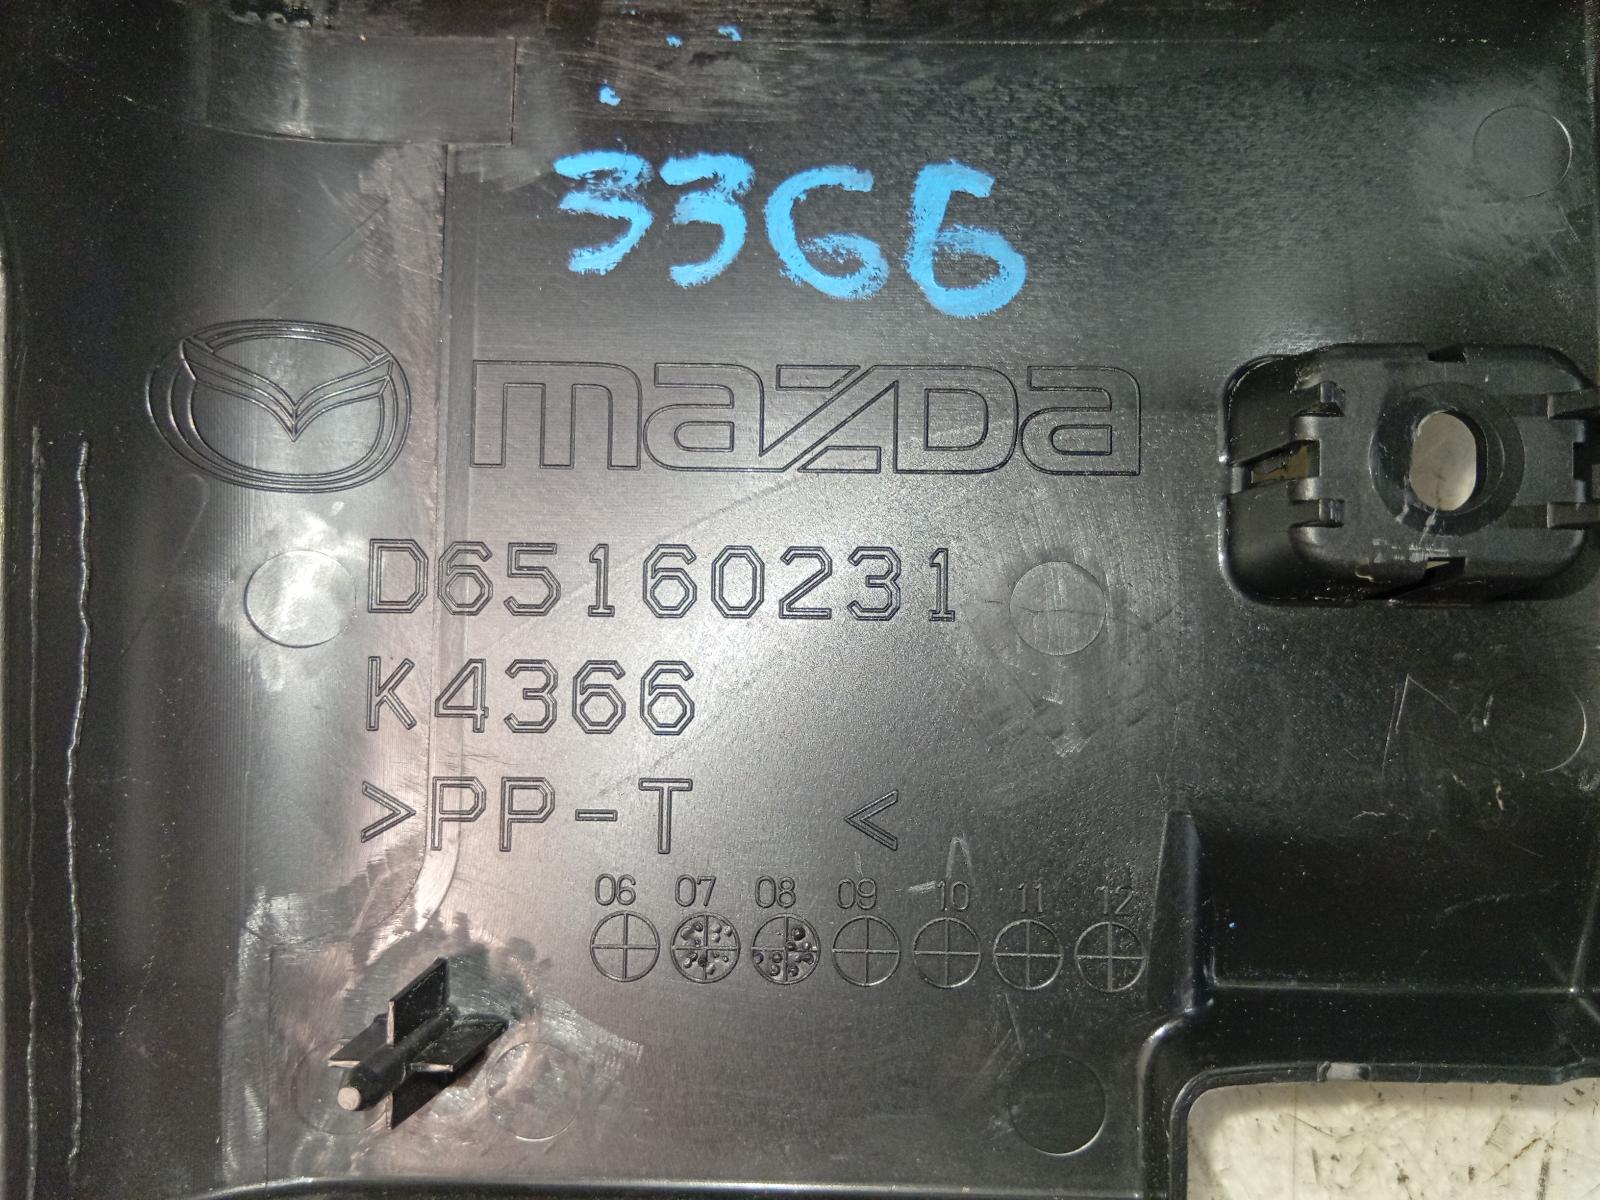 3366
mazda
D65160231
K4366
>PP-T <
06 07 08 09 10 11 12